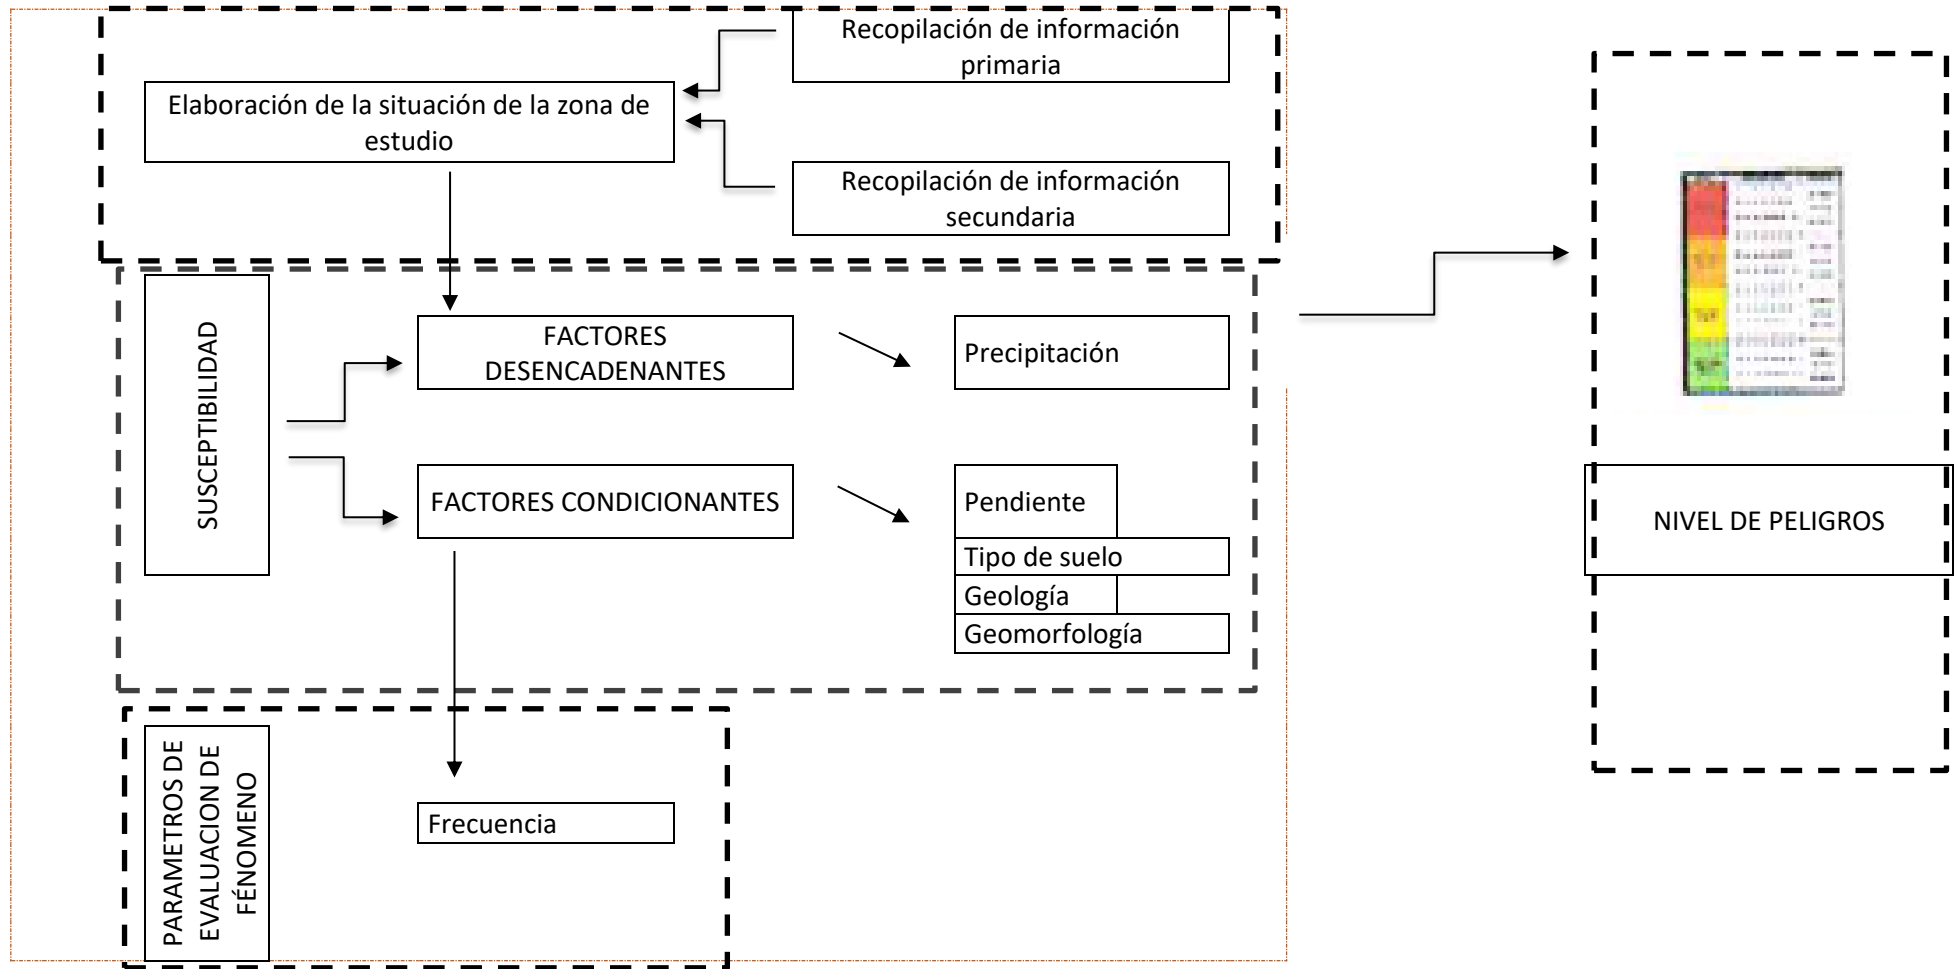 Recopilación de información
primaria
Elaboración de la situación de la zona de
estudio
Recopilación de información
secundaria
SUSCEPTIBILIDAD
FACTORES
DESENCADENANTES
Precipitación
FACTORES CONDICIONANTES
Pendiente
Tipo de suelo
Geología
Geomorfología
PARAMETROS DE
EVALUACION DE
FÉNOMENO
Frecuencia
NIVEL DE PELIGROS